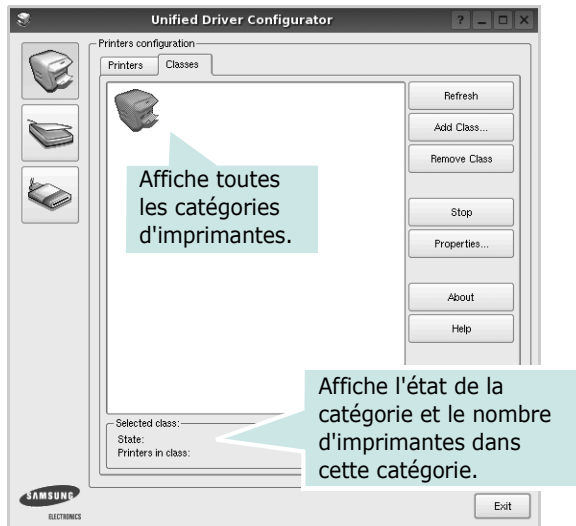 Unified Driver Configurator
Printers configuration
Printers Classes
Refresh
Add Class...
Remove Class
Affiche toutes
les catégories
d'imprimantes.
Stop
Properties...
About
Help
Affiche l'état de la
catégorie et le nombre
d'imprimantes dans
cette catégorie.
Selected class:
State:
Printers in class:
SAMSUNG
ELECTRONICS
Exit